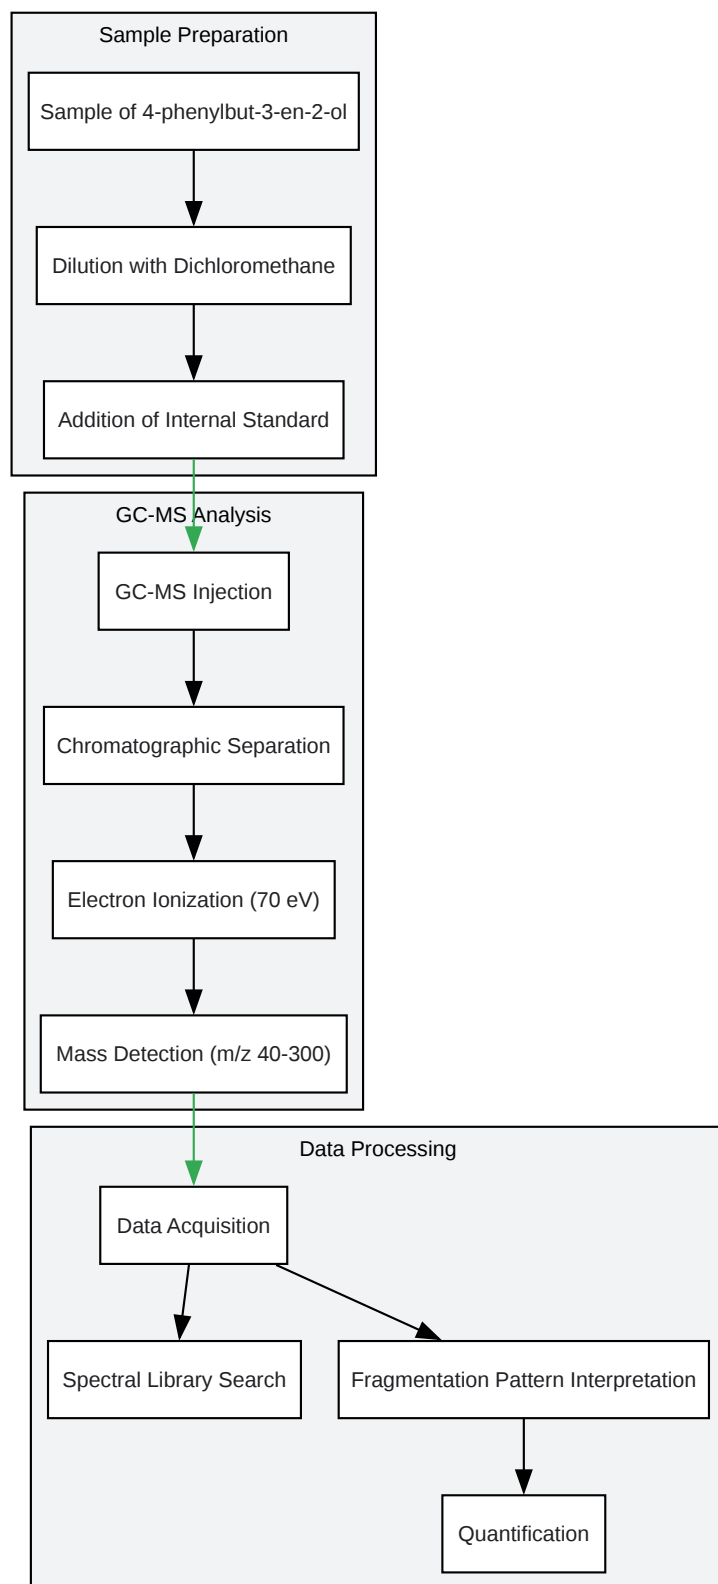 Sample Preparation
Sample of 4-phenylbut-3-en-2-ol
Dilution with Dichloromethane
Addition of Internal Standard
GC-MS Analysis
GC-MS Injection
Chromatographic Separation
Electron Ionization (70 eV)
Mass Detection (m/z 40-300)
Data Processing
Data Acquisition
Spectral Library Search
Fragmentation Pattern Interpretation
Quantification